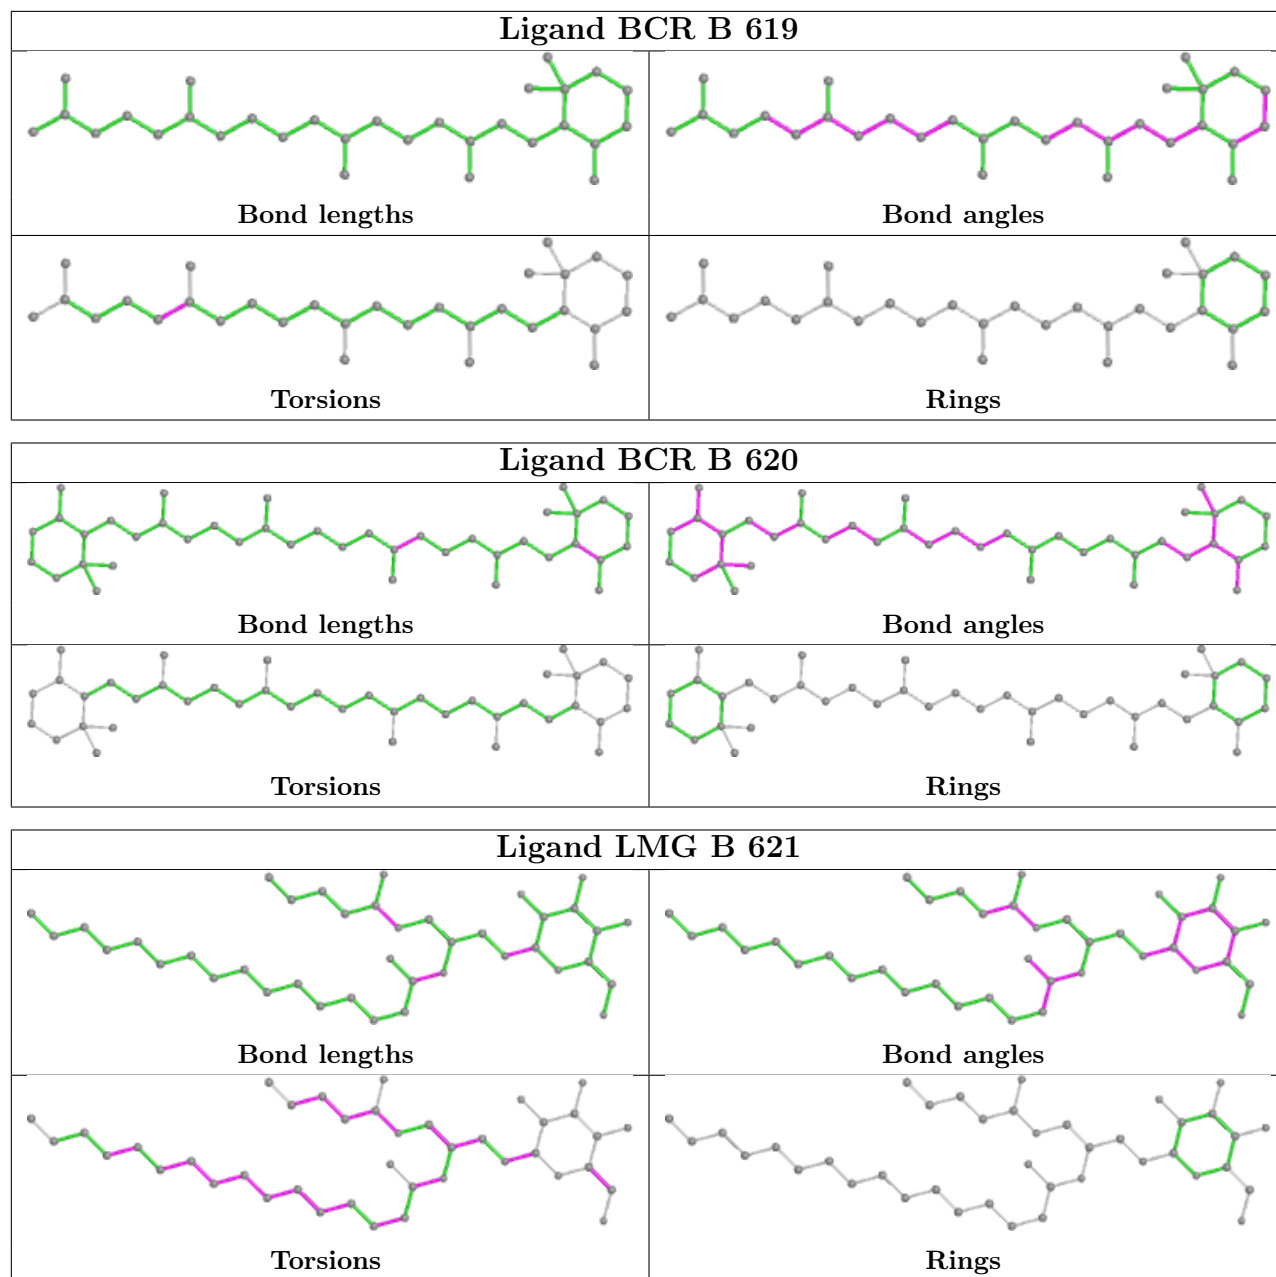 Ligand BCR B 619
Bond lengths
Bond angles
Torsions
Rings
Ligand BCR B 620
Bond lengths
Bond angles
Torsions
Rings
Ligand LMG B 621
Bond lengths
Bond angles
Torsions
Rings